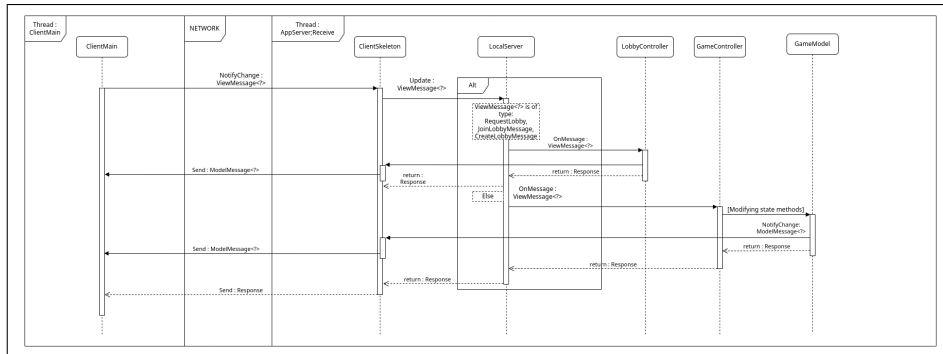 Thread :
ClientMain
NETWORK
Thread :
AppServer;Receive
ClientMain
ClientSkeleton
LocalServer
LobbyController
GameController
GameModel
NotifyChange :
ViewMessage<?>
Update :
ViewMessage<?>
Alt
ViewMessage<?> is of
type:
RequestLobby,
JoinLobbyMessage,
CreateLobbyMessage
OnMessage :
ViewMessage<?>
Send : ModelMessage<?>
return :
Response
return : Response
Else
OnMessage :
ViewMessage<?>
[Modifying state methods]
NotifyChange:
ModelMessage<?>
Send : ModelMessage<?>
return : Response
return : Response
return : Response
Send : Response